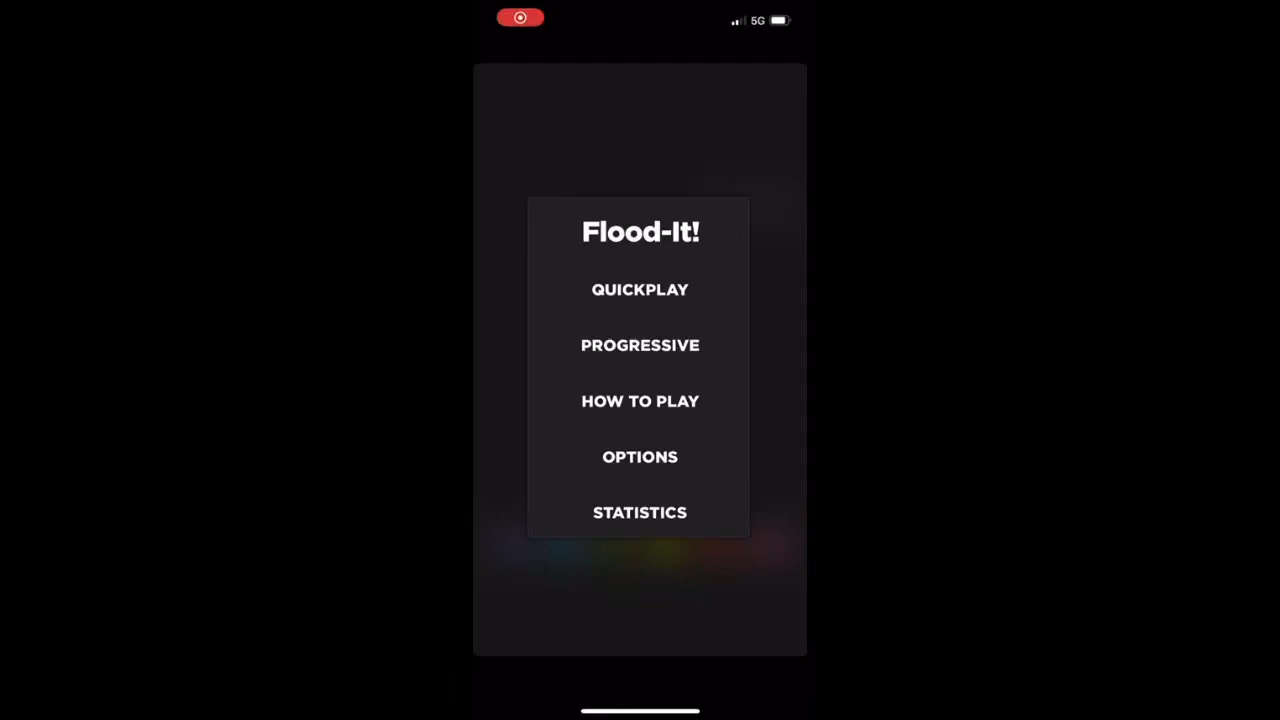 5G
Flood-It!
QUICKPLAY
PROGRESSIVE
HOW TO PLAY
OPTIONS
STATISTICS